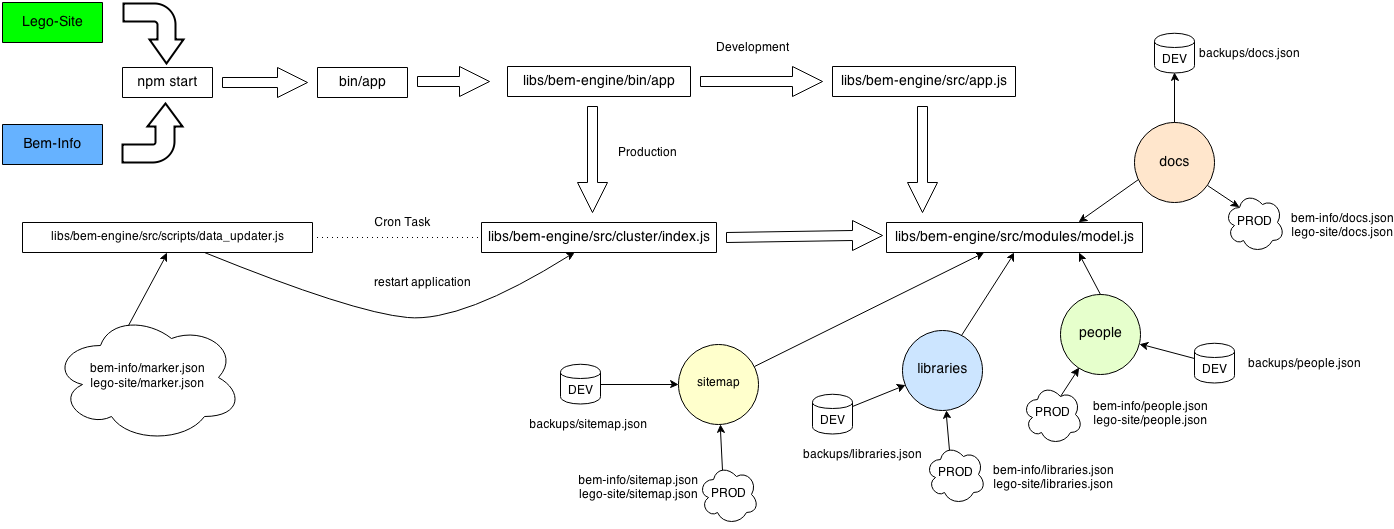 Lego-Site
Bem-Info
npm start
bin/app
libs/bem-engine/bin/app
Development
libs/bem-engine/src/app.js
Production
DEV
backups/docs.json
docs
PROD
bem-info/docs.json
lego-site/docs.json
libs/bem-engine/src/scripts/data_updater.js
Cron Task
libs/bem-engine/src/cluster/index.js
libs/bem-engine/src/modules/model.js
restart application
bem-info/marker.json
lego-site/marker.json
DEV
backups/sitemap.json
sitemap
bem-info/sitemap.json
lego-site/sitemap.json
PROD
libraries
DEV
backups/libraries.json
PROD
bem-info/libraries.json
lego-site/libraries.json
people
DEV
backups/people.json
PROD
bem-info/people.json
lego-site/people.json